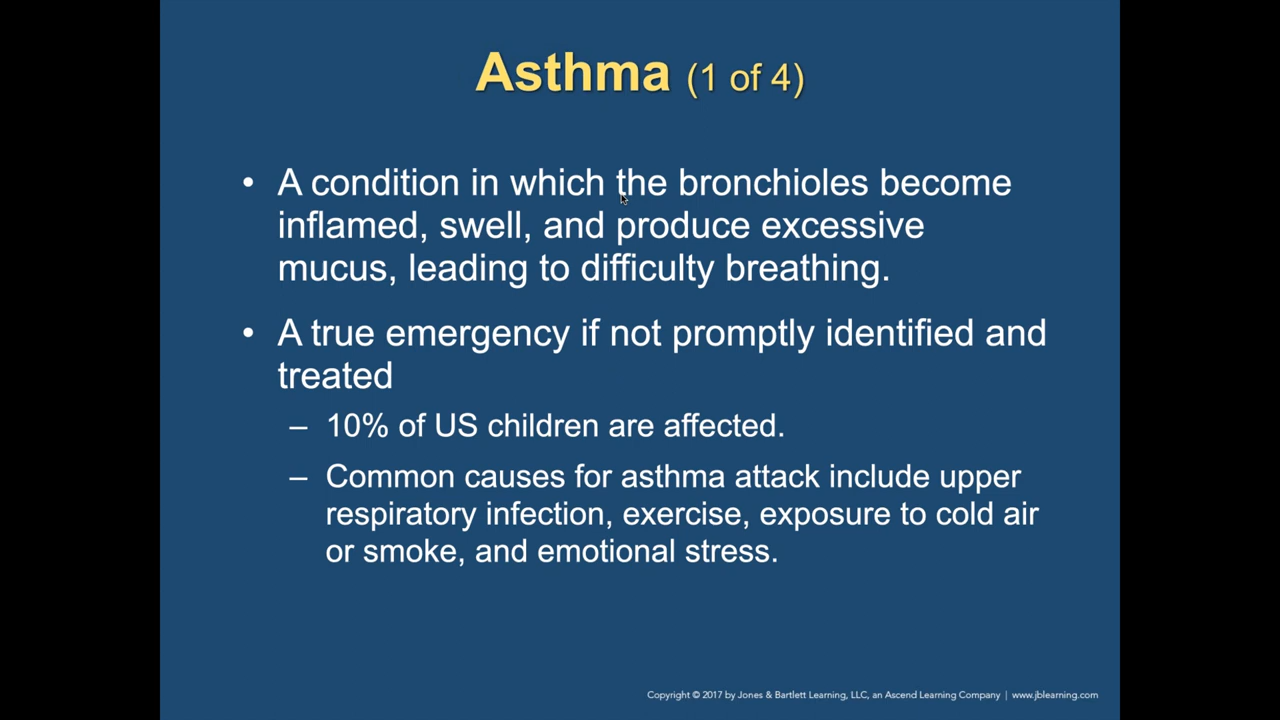 Asthma (1 of 4)
• A condition in which the bronchioles become
inflamed, swell, and produce excessive
mucus, leading to difficulty breathing.
• A true emergency if not promptly identified and
treated
– 10% of US children are affected.
– Common causes for asthma attack include upper
respiratory infection, exercise, exposure to cold air
or smoke, and emotional stress.
Copyright © 2017 by Jones & Bartlett Learning, LLC, an Ascend Learning Company | www.jblearning.com